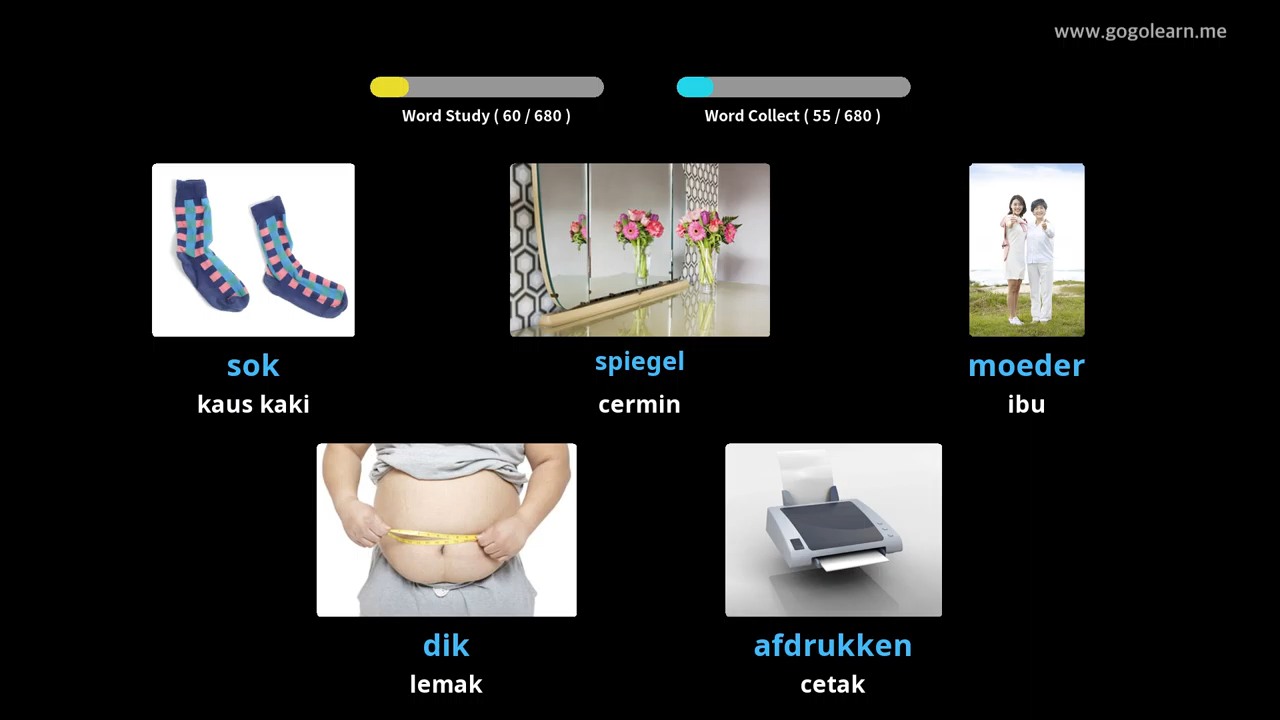 www.gogolearn.me
Word Study ( 60 / 680 )
Word Collect ( 55 / 680 )
sok
spiegel
moeder
kaus kaki
cermin
ibu
dik
afdrukken
lemak
cetak